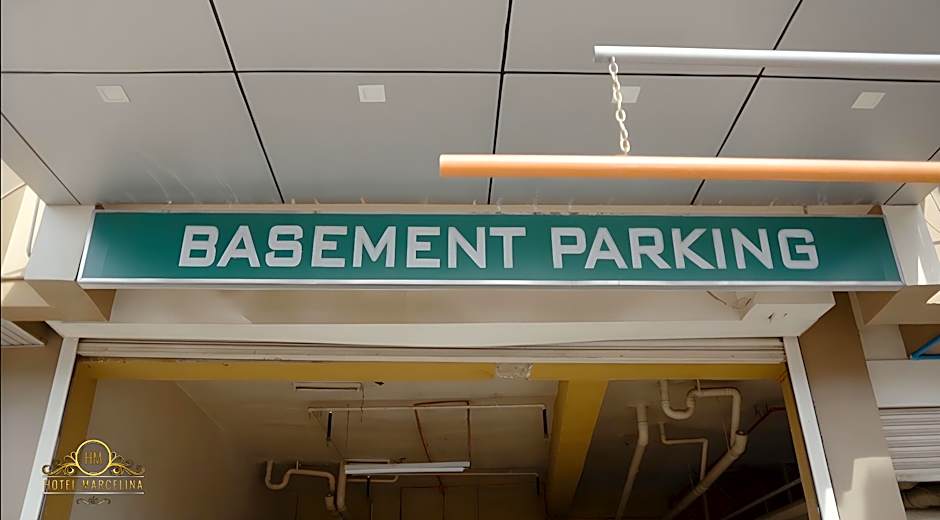 BASEMENT PARKING
HM
HOTEL MARCELINA